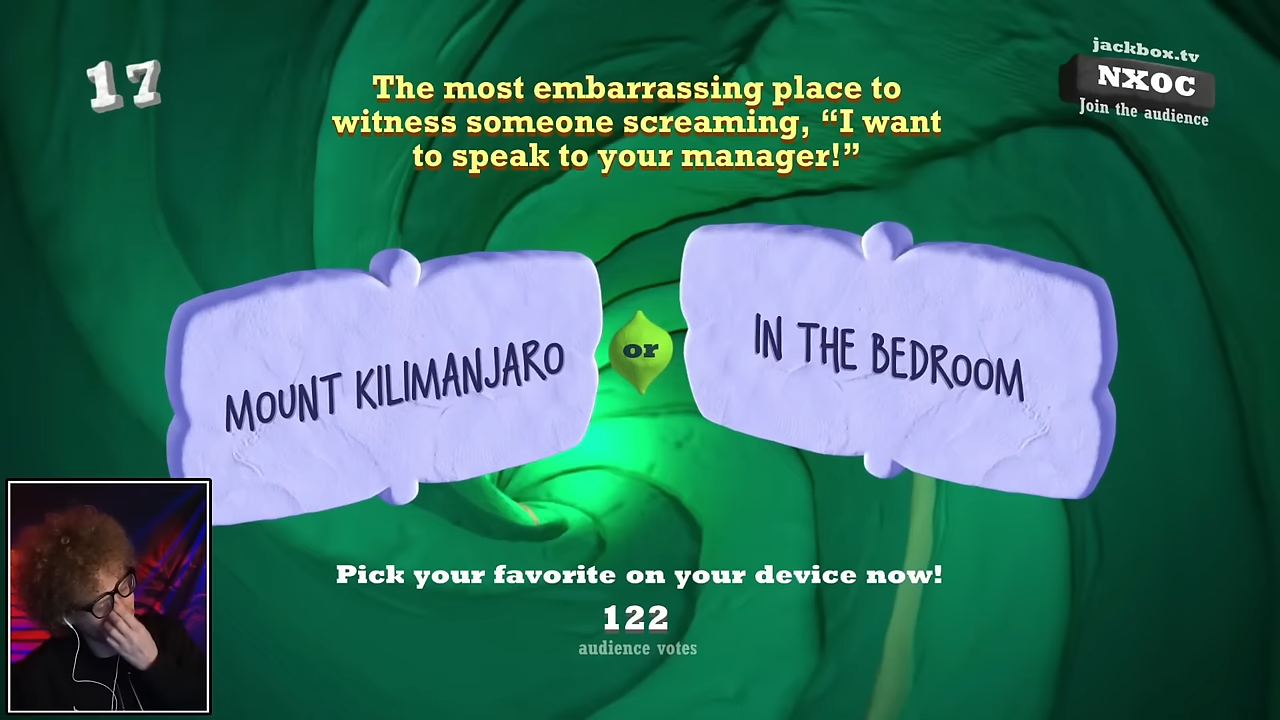 17
The most embarrassing place to
witness someone screaming, “I want
to speak to your manager!”
jackbox.tv
NXOC
Join the audience
MOUNT KILIMANJARO
or
IN THE BEDROOM
Pick your favorite on your device now!
122
audience votes